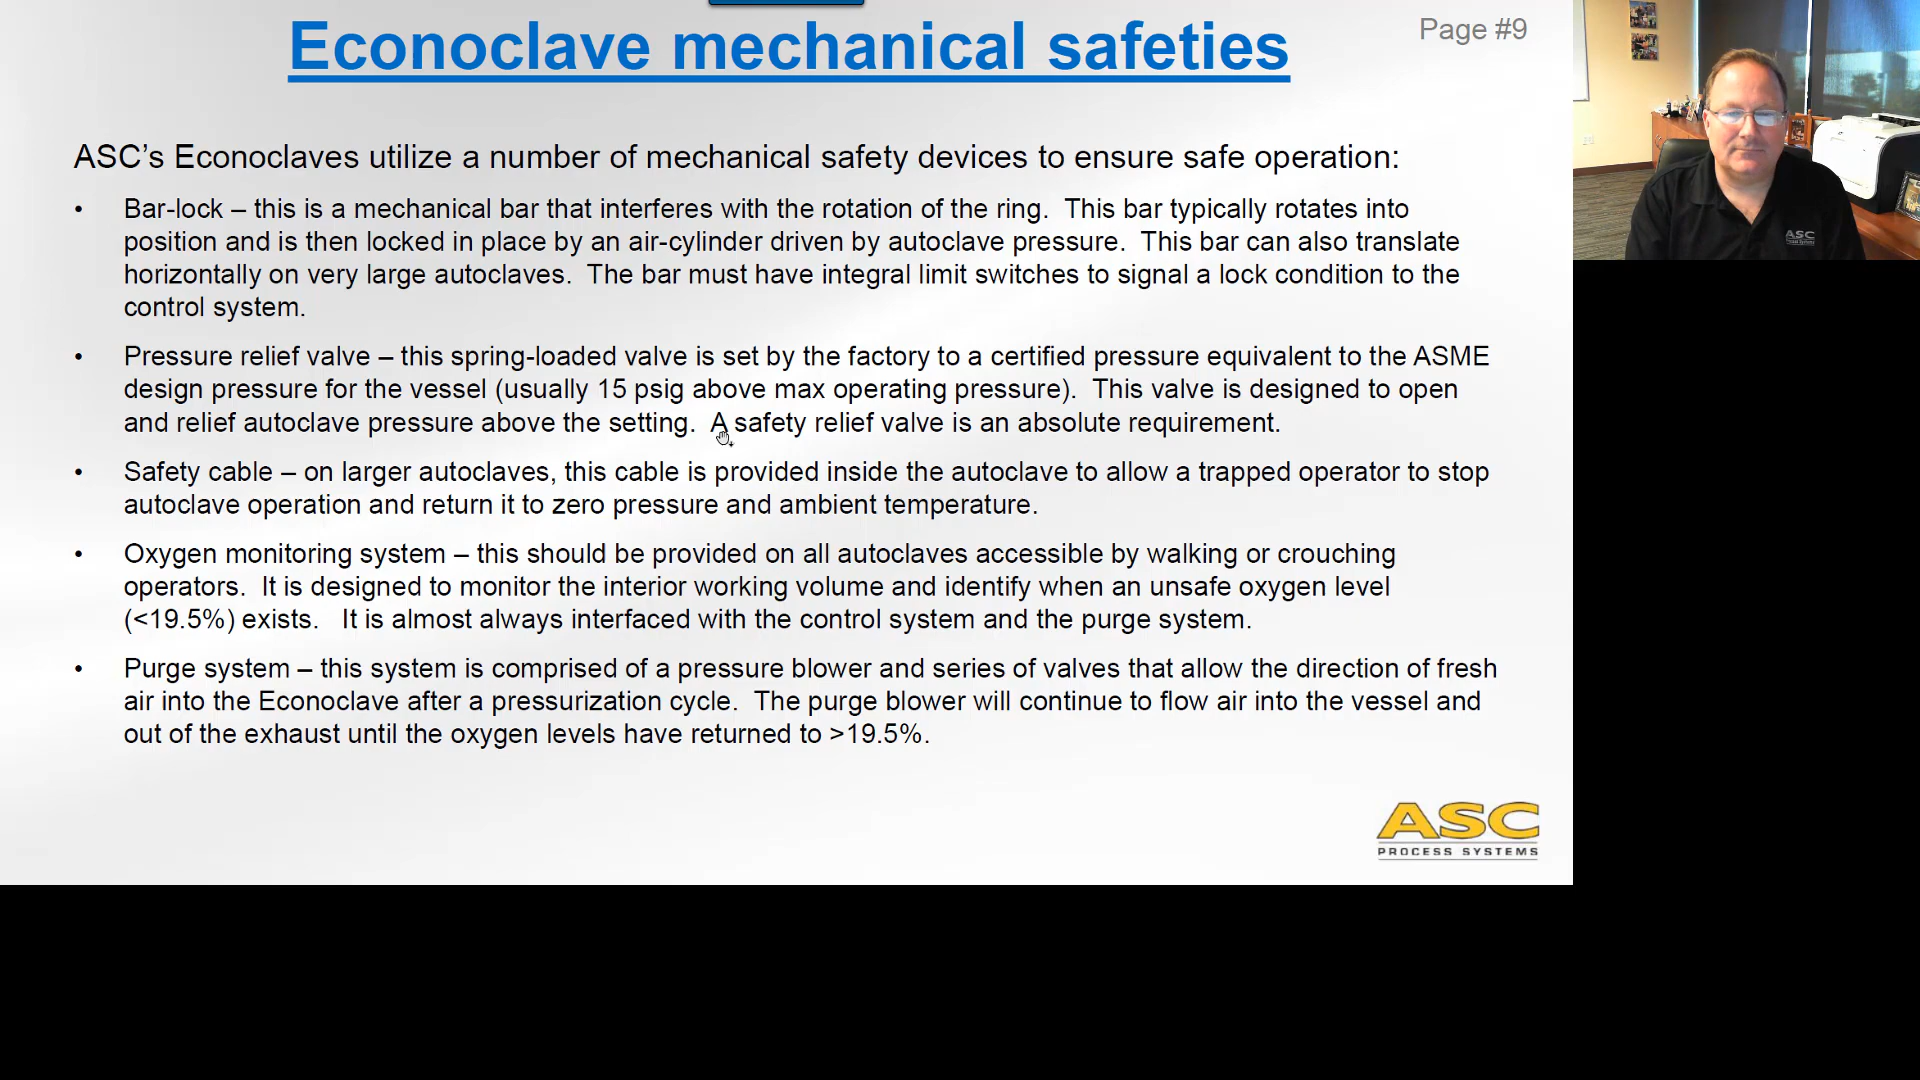 Econoclave mechanical safeties
Page #9
ASC’s Econoclaves utilize a number of mechanical safety devices to ensure safe operation:
• Bar-lock – this is a mechanical bar that interferes with the rotation of the ring. This bar typically rotates into
position and is then locked in place by an air-cylinder driven by autoclave pressure. This bar can also translate
horizontally on very large autoclaves. The bar must have integral limit switches to signal a lock condition to the
control system.
• Pressure relief valve – this spring-loaded valve is set by the factory to a certified pressure equivalent to the ASME
design pressure for the vessel (usually 15 psig above max operating pressure). This valve is designed to open
and relief autoclave pressure above the setting. A safety relief valve is an absolute requirement.
• Safety cable – on larger autoclaves, this cable is provided inside the autoclave to allow a trapped operator to stop
autoclave operation and return it to zero pressure and ambient temperature.
• Oxygen monitoring system – this should be provided on all autoclaves accessible by walking or crouching
operators. It is designed to monitor the interior working volume and identify when an unsafe oxygen level
(<19.5%) exists. It is almost always interfaced with the control system and the purge system.
• Purge system – this system is comprised of a pressure blower and series of valves that allow the direction of fresh
air into the Econoclave after a pressurization cycle. The purge blower will continue to flow air into the vessel and
out of the exhaust until the oxygen levels have returned to >19.5%.
ASC
PROCESS SYSTEMS
ASC